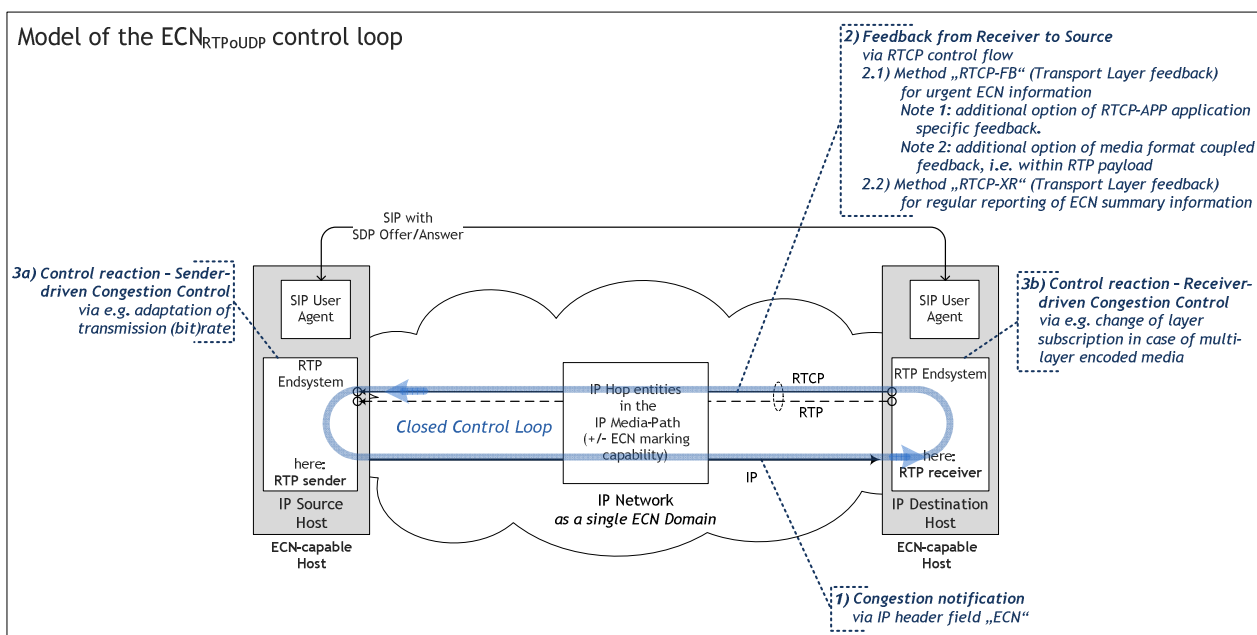 Model of the ECNRTPoUDP control loop
2) Feedback from Receiver to Source
via RTCP control flow
2.1) Method „RTCP-FB“ (Transport Layer feedback)
for urgent ECN information
Note 1: additional option of RTCP-APP application
specific feedback.
Note 2: additional option of media format coupled
feedback, i.e. within RTP payload
2.2) Method „RTCP-XR“ (Transport Layer feedback)
for regular reporting of ECN summary information
SIP with
SDP Offer/Answer
3a) Control reaction – Sender-
driven Congestion Control
via e.g. adaptation of
transmission (bit)rate
SIP User
Agent
SIP User
Agent
3b) Control reaction – Receiver-
driven Congestion Control
via e.g. change of layer
subscription in case of multi-
layer encoded media
RTP
Endsystem
IP Hop entities
in the
IP Media-Path
(+/- ECN marking
capability)
RTCP
RTP
RTP Endsystem
Closed Control Loop
here:
RTP sender
IP
here:
RTP receiver
IP Source
Host
IP Network
as a single ECN Domain
IP Destination
Host
ECN-capable
Host
ECN-capable
Host
1) Congestion notification
via IP header field „ECN“